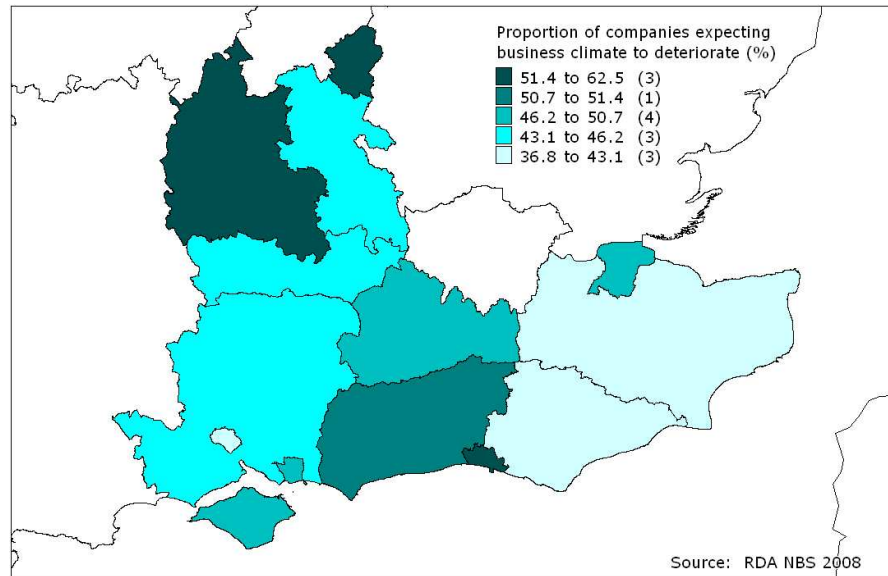 Proportion of companies expecting
business climate to deteriorate (%)
51.4 to 62.5 (3)
50.7 to 51.4 (1)
46.2 to 50.7 (4)
43.1 to 46.2 (3)
36.8 to 43.1 (3)
Source: RDA NBS 2008